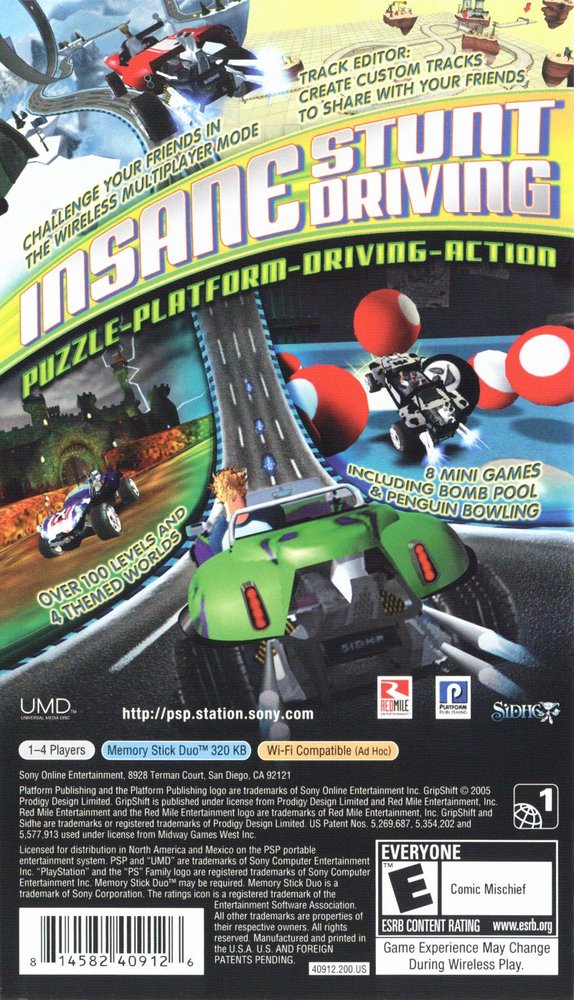 TRACK EDITOR:
CREATE CUSTOM TRACKS
TO SHARE WITH YOUR FRIENDS
CHALLENGE YOUR FRIENDS IN
THE WIRELESS MULTIPLAYER MODE
INSANE STUNT
DRIVING
PUZZLE-PLATFORM-DRIVING-ACTION
8 MINI GAMES
INCLUDING BOMB POOL
& PENGUIN BOWLING
OVER 100 LEVELS AND
4 THEMED WORLDS
SIDHE
UMD™
UNIVERSAL MEDIA DISC
http://psp.station.sony.com
REDMILE
ENTERTAINMENT
PLATFORM
PUBLISHING
SIDHE
1-4 Players
Memory Stick Duo™ 320 KB
Wi-Fi Compatible (Ad Hoc)
Sony Online Entertainment, 8928 Terman Court, San Diego, CA 92121
Platform Publishing and the Platform Publishing logo are trademarks of Sony Online Entertainment Inc. GripShift © 2005
Prodigy Design Limited. GripShift is published under license from Prodigy Design Limited and Red Mile Entertainment, Inc.
Red Mile Entertainment and the Red Mile Entertainment logo are trademarks of Red Mile Entertainment, Inc. GripShift and
Sidhe are trademarks or registered trademarks of Prodigy Design Limited. US Patent Nos. 5,269,687, 5,354,202 and
5,577,913 used under license from Midway Games West Inc.
1
Licensed for distribution in North America and Mexico on the PSP portable
entertainment system. PSP and "UMD" are trademarks of Sony Computer Entertainment
Inc. "PlayStation" and the "PS" Family logo are registered trademarks of Sony Computer
Entertainment Inc. Memory Stick Duo™ may be required. Memory Stick Duo is a
trademark of Sony Corporation. The ratings icon is a registered trademark of the
Entertainment Software Association.
All other trademarks are properties of
their respective owners. All rights
reserved. Manufactured and printed in
the U.S.A. U.S. AND FOREIGN
PATENTS PENDING.
40912.200.US
8 14582 40912 6
EVERYONE
E
Comic Mischief
ESRB CONTENT RATING www.esrb.org
Game Experience May Change
During Wireless Play.